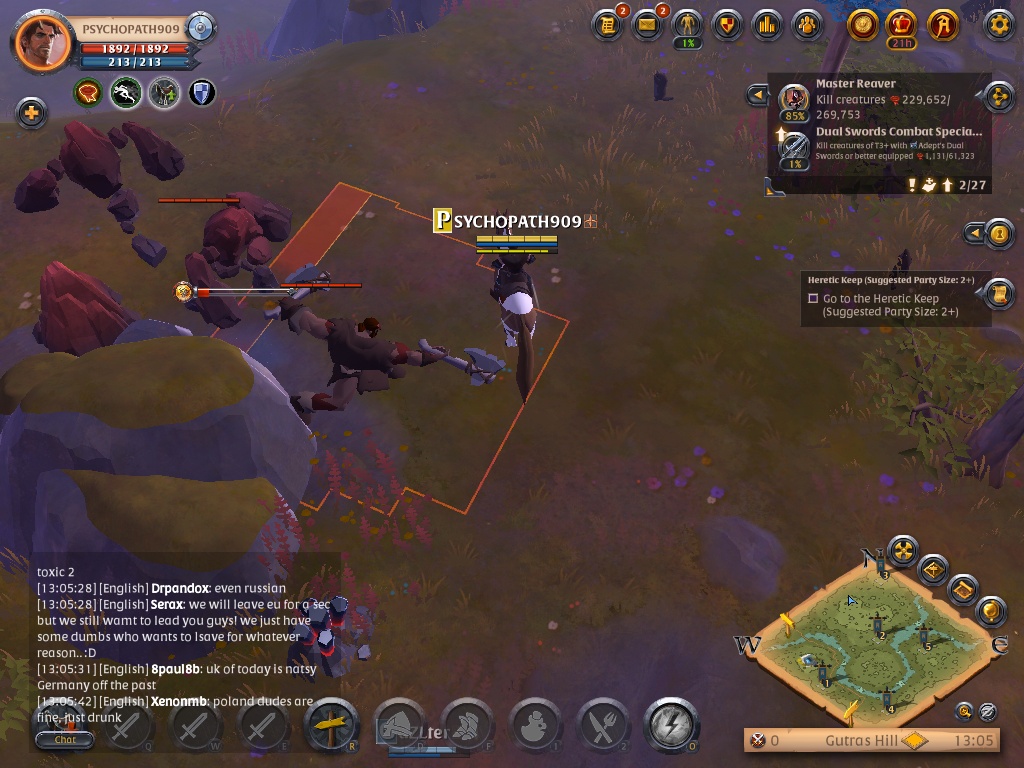 PSYCHOPATH909
1892 / 1892
213 / 213
2
2
1%
21h
Master Reaver
Kill creatures 229,652/
269,753
85%
Dual Swords Combat Specia...
Kill creatures of T3+ with Adept's Dual
Swords or better equipped 1,131/61,323
1%
2/27
PSYCHOPATH909
Heretic Keep (Suggested Party Size: 2+)
Go to the Heretic Keep
(Suggested Party Size: 2+)
toxic 2
[13:05:28] [English] Drpandox: even russian
[13:05:28] [English] Serax: we will leave eu for a sec
but we still wamt to lead you guys! we just have
some dumbs who wants to lsave for whatever
reason..:D
[13:05:31] [English] 8paul8b: uk of today is natsy
Germany off the past
[13:05:42] [English] Xenonmb: poland dudes are
fine, just drunk
Chat
Q
W
E
R
D
F
1
2
O
N
W
E
3
2
5
1
4
0
Gutras Hill
13:05